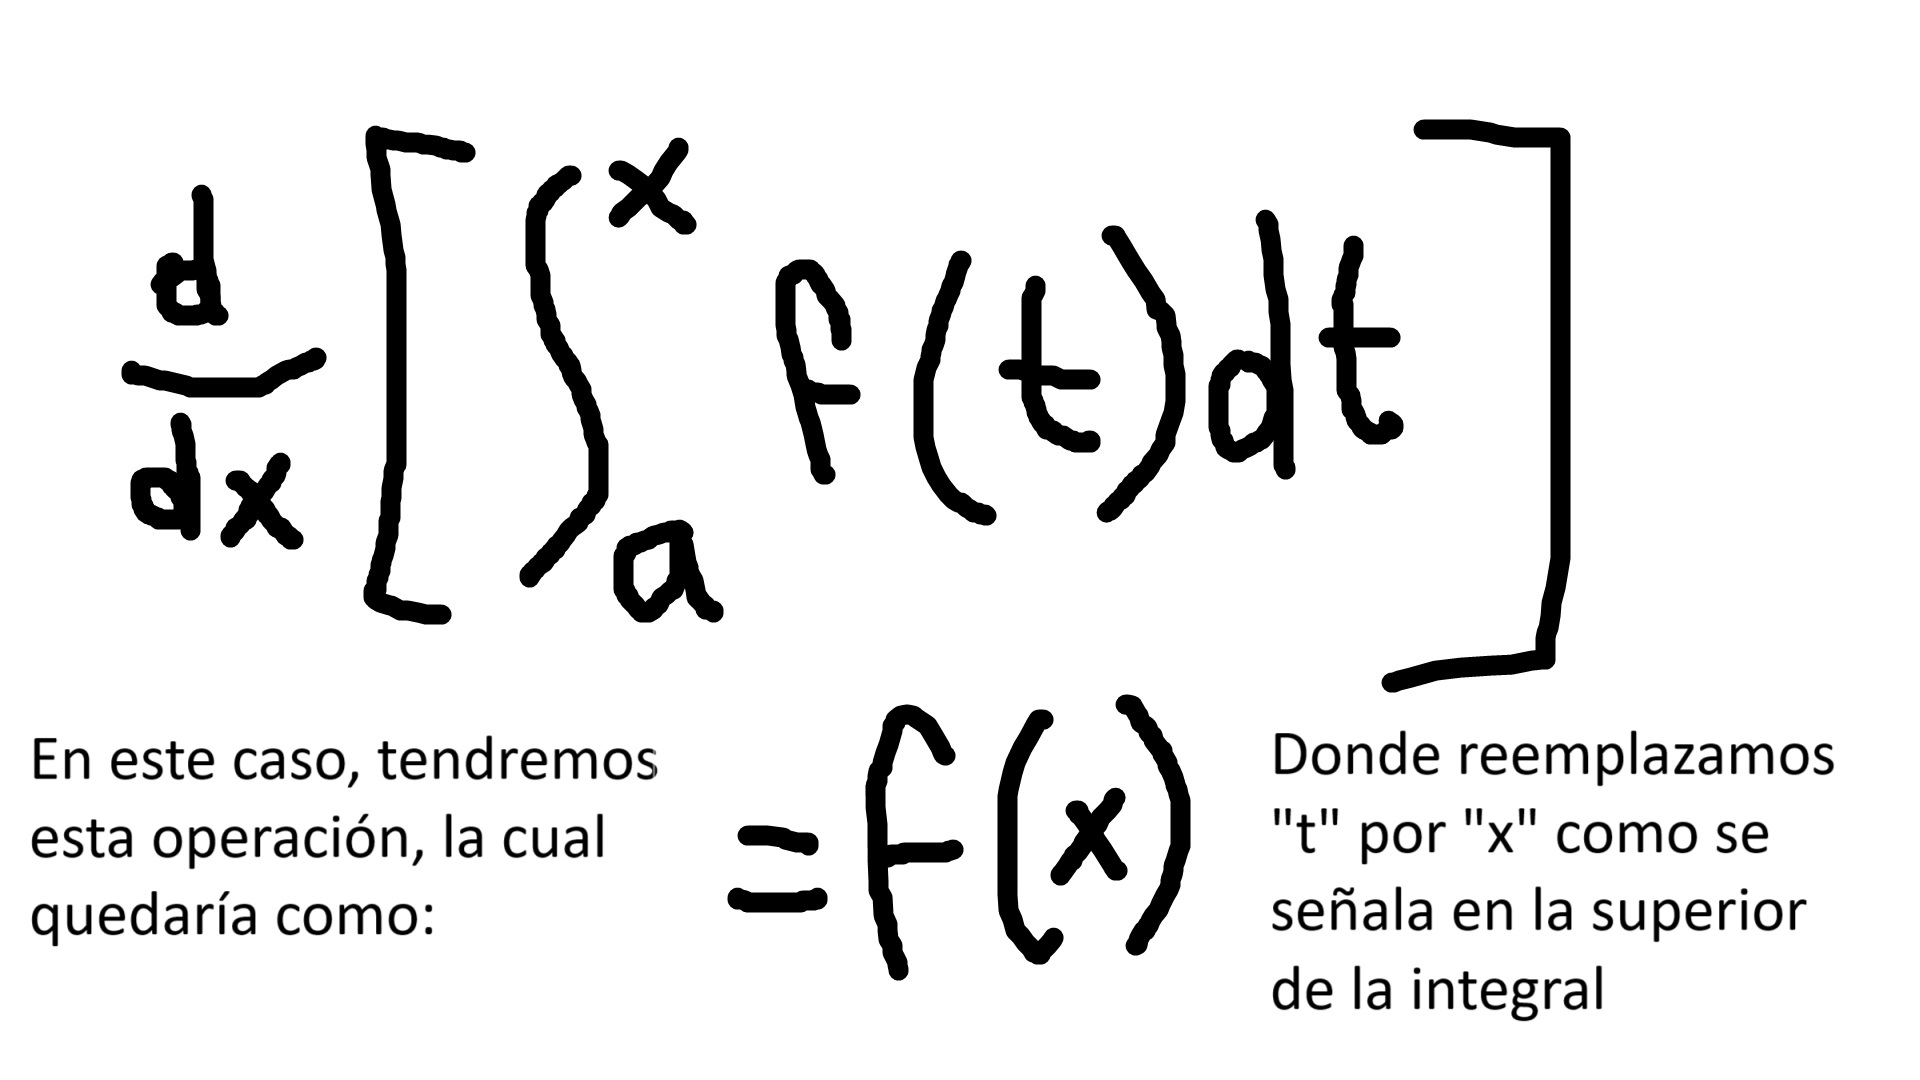 d/dx [ ∫ₐˣ f(t)dt ]
En este caso, tendremos
esta operación, la cual
quedaría como:
= f(x)
Donde reemplazamos
"t" por "x" como se
señala en la superior
de la integral